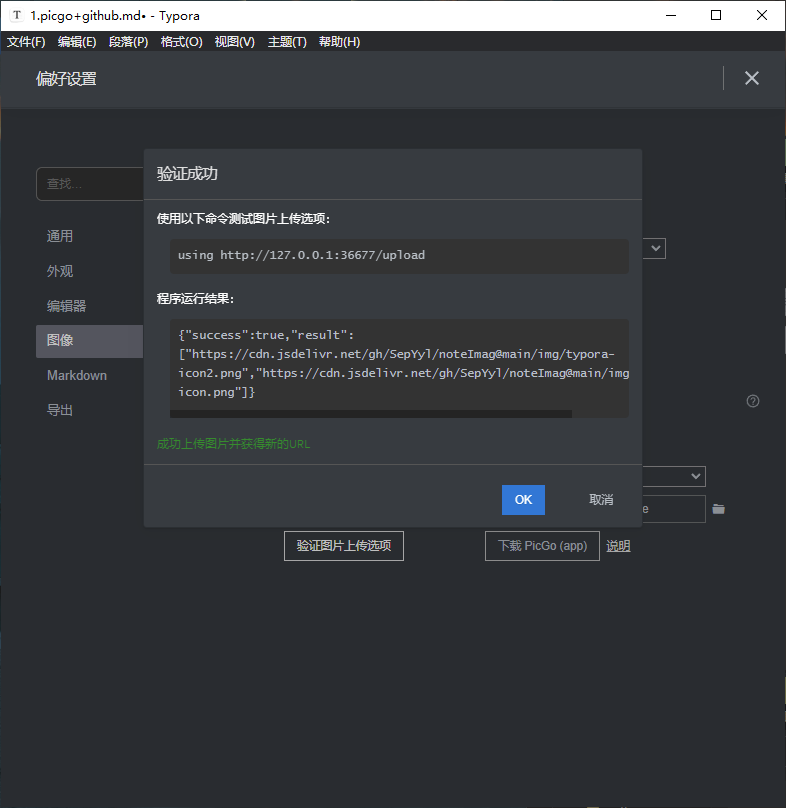 T 1.picgo+github.md• - Typora
文件(F) 编辑(E) 段落(P) 格式(O) 视图(V) 主题(T) 帮助(H)
偏好设置
查找...
通用
外观
编辑器
图像
Markdown
导出
验证成功
使用以下命令测试图片上传选项：
using http://127.0.0.1:36677/upload
程序运行结果：
{"success":true,"result":
["https://cdn.jsdelivr.net/gh/SepYyl/noteImag@main/img/typora-
icon2.png","https://cdn.jsdelivr.net/gh/SepYyl/noteImag@main/img
icon.png"]}
成功上传图片并获得新的URL
OK 取消
e
验证图片上传选项 下载 PicGo (app) 说明